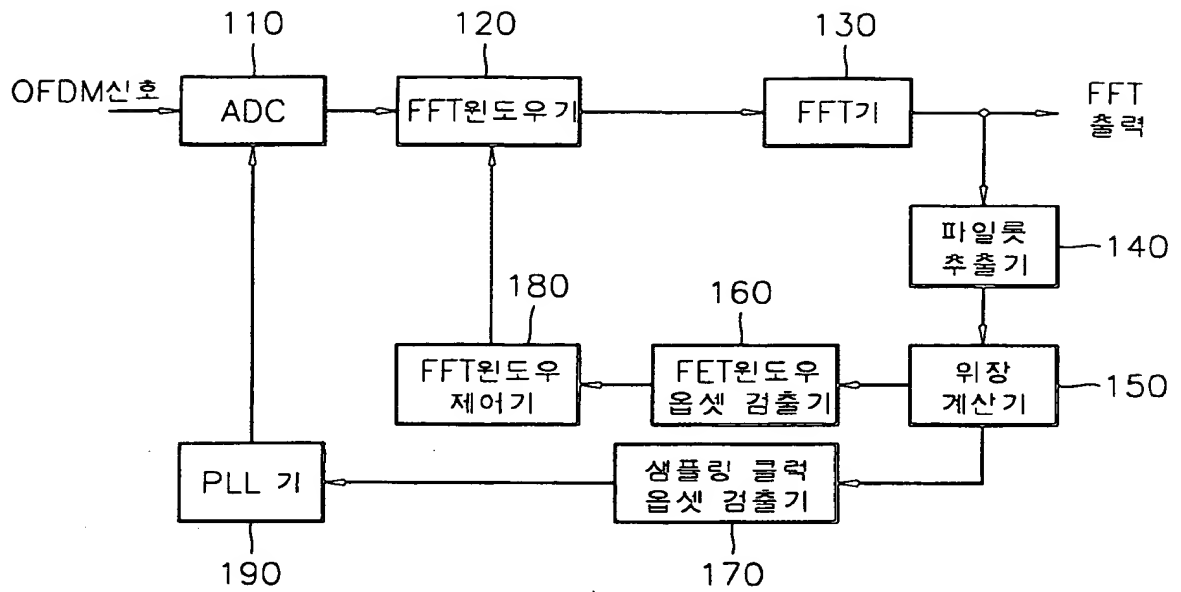 110
120
130
OFDM신호
ADC
FFT윈도우기
FFT기
FFT
출력
파일롯
추출기
140
180
160
FFT윈도우
제어기
FET윈도우
옵셋 검출기
위장
계산기
150
PLL 기
샘플링 클럭
옵셋 검출기
190
170